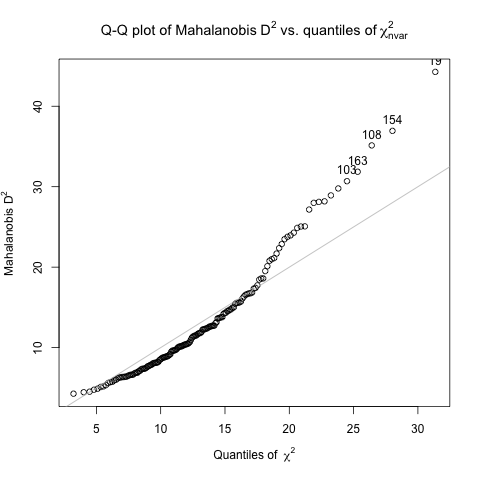 Q-Q plot of Mahalanobis D² vs. quantiles of χ²nvar
Mahalanobis D²
40
30
20
10
19
154
108
163
103
5 10 15 20 25 30
Quantiles of χ²